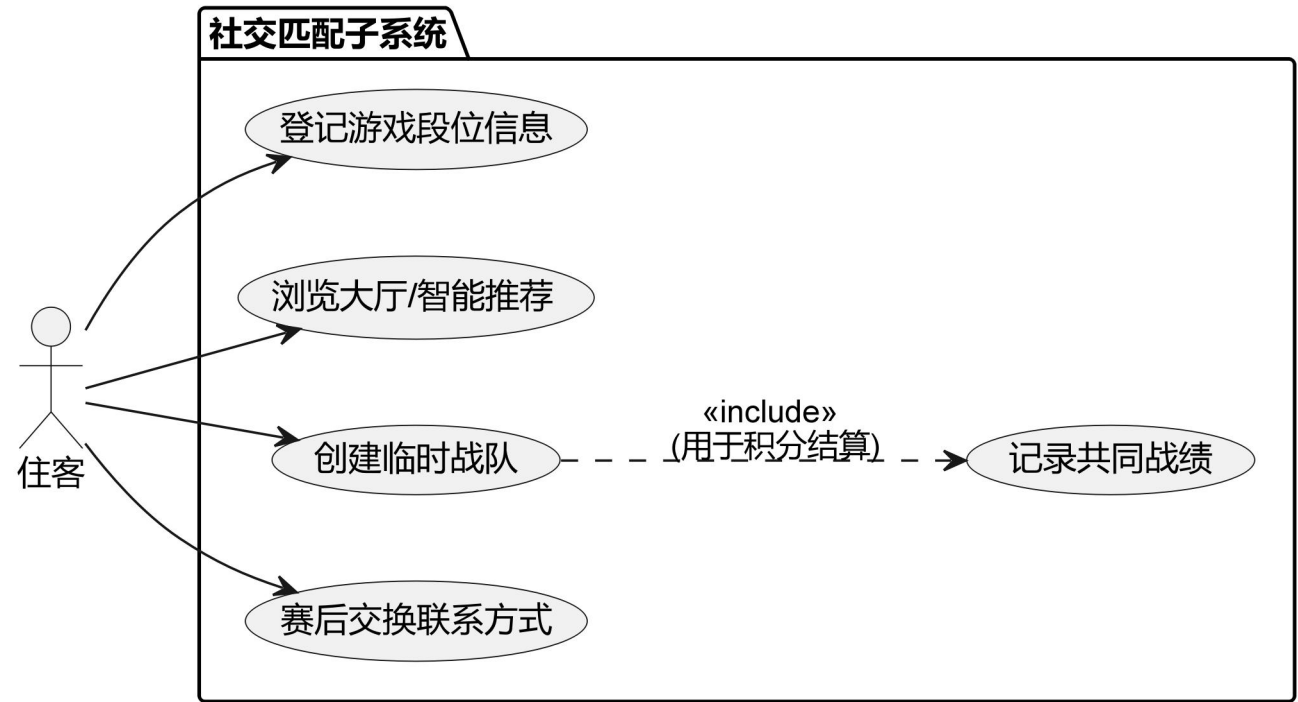 社交匹配子系统
登记游戏段位信息
浏览大厅/智能推荐
«include»
(用于积分结算)
创建临时战队
记录共同战绩
住客
赛后交换联系方式